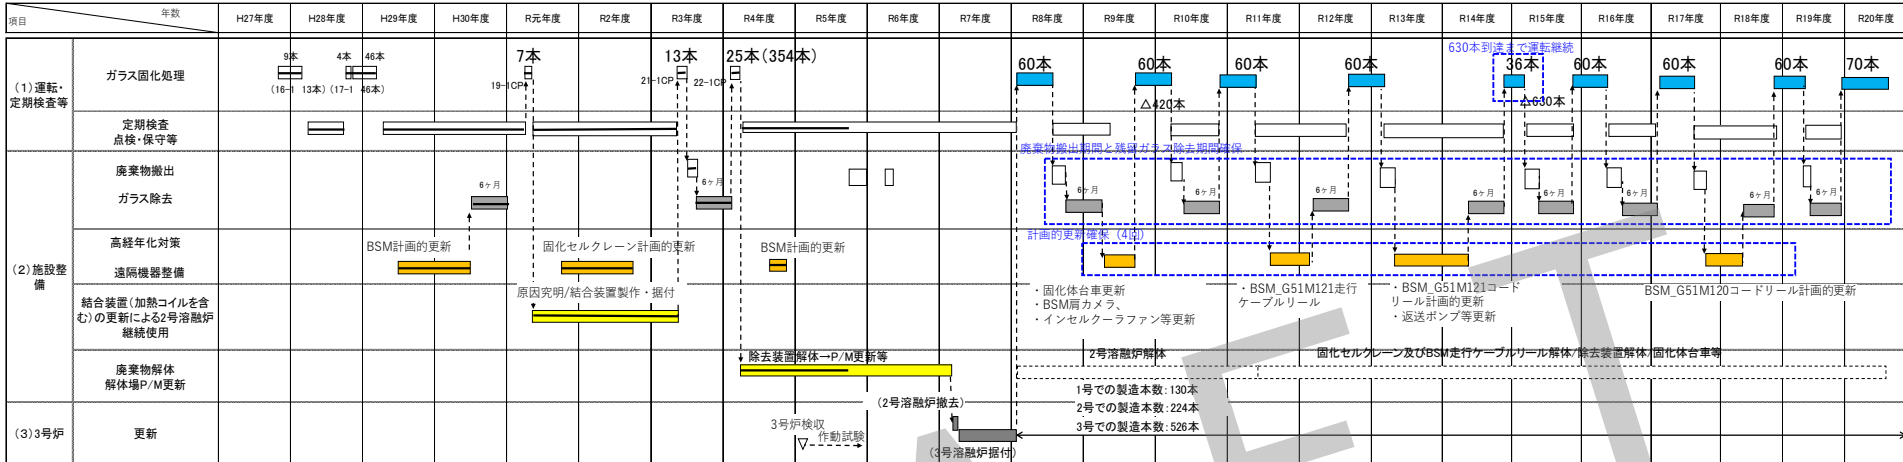 項目 年数 H27年度 H28年度 H29年度 H30年度 R元年度 R2年度 R3年度 R4年度 R5年度 R6年度 R7年度 R8年度 R9年度 R10年度 R11年度 R12年度 R13年度 R14年度 R15年度 R16年度 R17年度 R18年度 R19年度 R20年度
630本到達まで運転継続
(1)運転・定期検査等
ガラス固化処理
9本 4本 46本 7本 13本 25本(354本) 60本 60本 60本 60本 36本 60本 60本 60本 70本
(16-1 13本) (17-1 46本) 19-1CP 21-1CP 22-1CP
△420本 △630本
定期検査
点検・保守等
廃棄物搬出期間と残留ガラス除去期間確保
廃棄物搬出
ガラス除去
6ヶ月 6ヶ月 6ヶ月 6ヶ月 6ヶ月 6ヶ月 6ヶ月 6ヶ月 6ヶ月 6ヶ月
(2)施設整備
高経年化対策
遠隔機器整備
BSM計画的更新 固化セルクレーン計画的更新 BSM計画的更新
計画的更新確保（4回）
・固化体台車更新
・BSM肩カメラ、
・インセルクーラファン等更新
・BSM_G51M121走行
ケーブルリール
・BSM_G51M121コード
リール計画的更新
・返送ポンプ等更新
BSM_G51M120コードリール計画的更新
結合装置(加熱コイルを含
む)の更新による2号溶融炉
継続使用
原因究明/結合装置製作・据付
廃棄物解体
解体場P/M更新
除去装置解体→P/M更新等
2号溶融炉解体
固化セルクレーン及びBSM走行ケーブルリール解体/除去装置解体/固化体台車等
1号での製造本数:130本
2号での製造本数:224本
3号での製造本数:526本
(2号溶融炉撤去)
(3)3号炉
更新
3号炉検収
作動試験
(3号溶融炉据付)